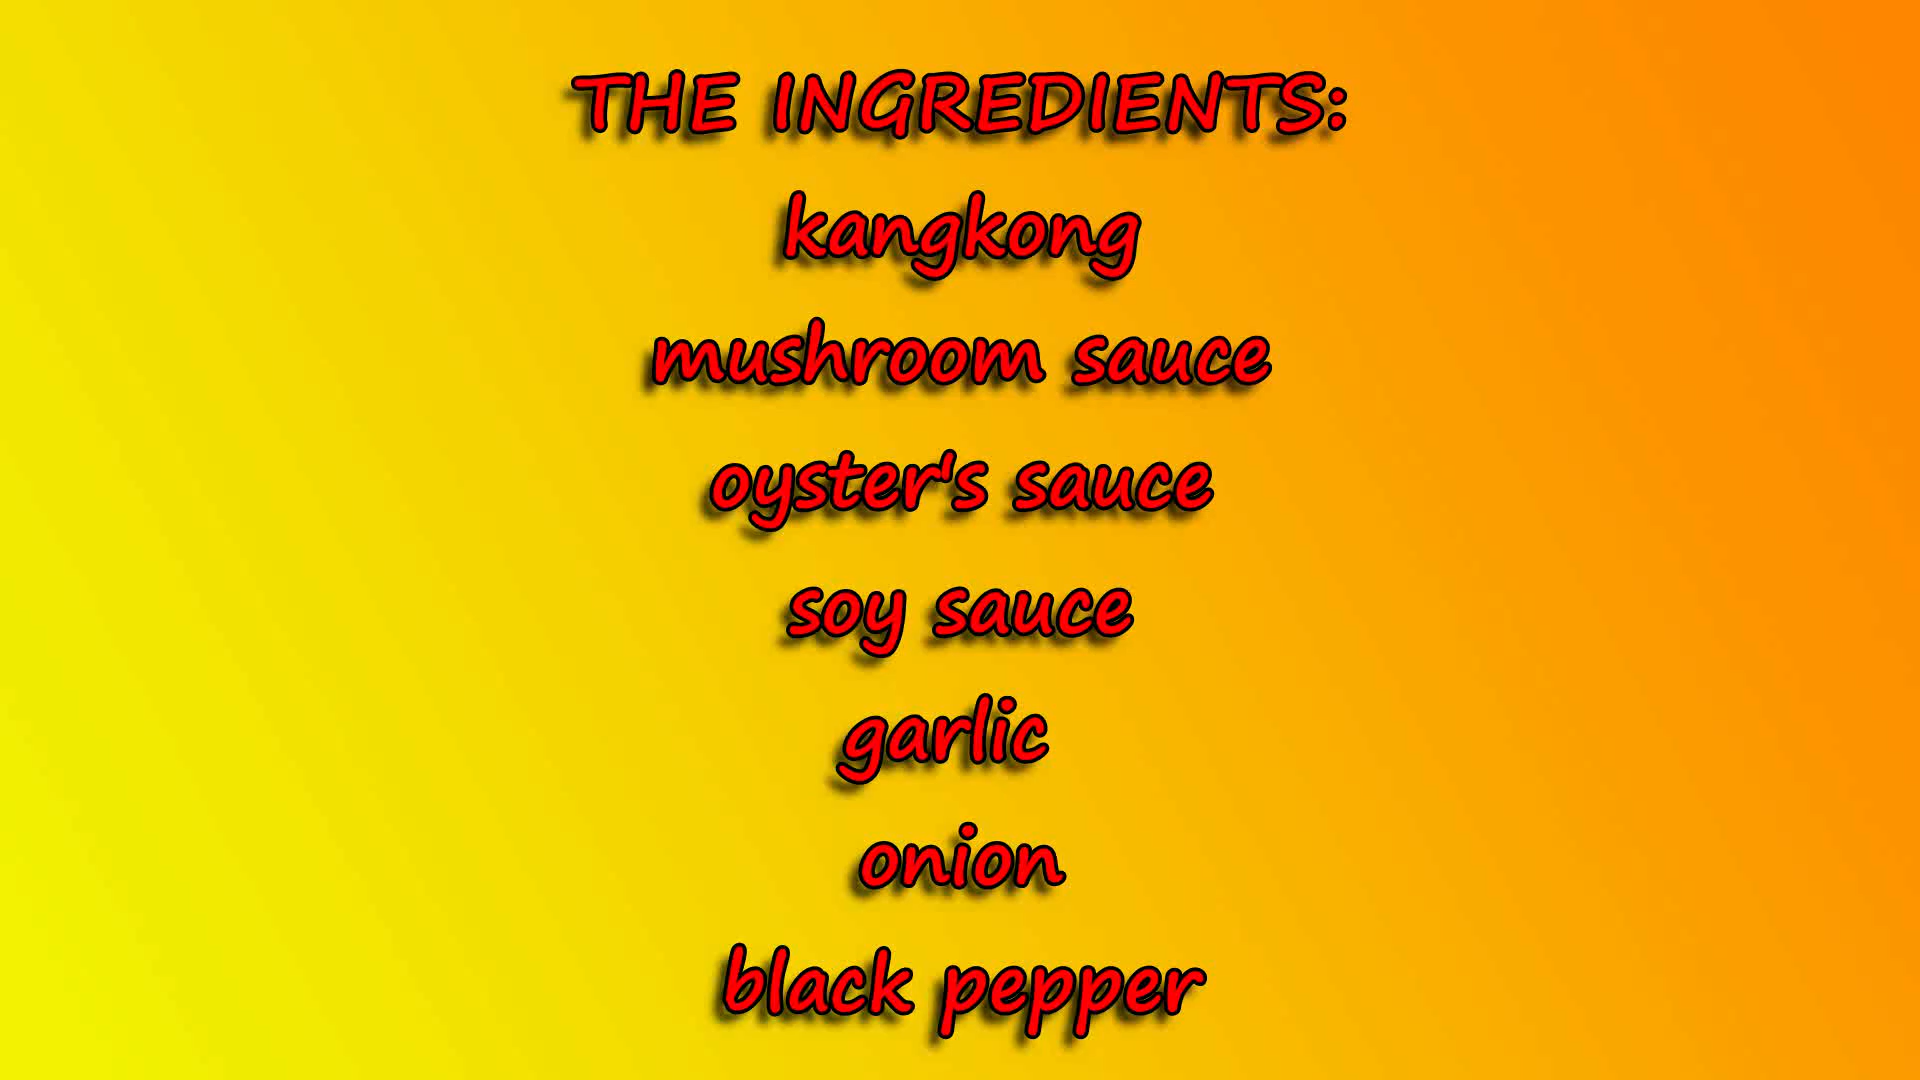 THE INGREDIENTS:
kangkong
mushroom sauce
oyster's sauce
soy sauce
garlic
onion
black pepper